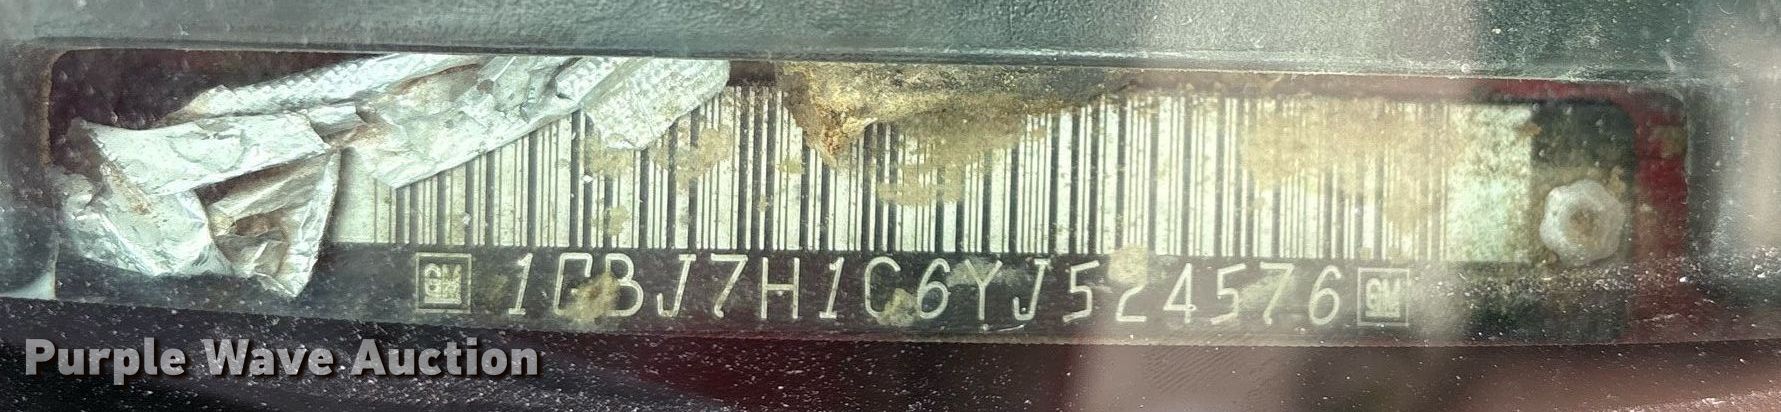 GM 1GBJ7H1C6YJ524576 GM
Purple Wave Auction